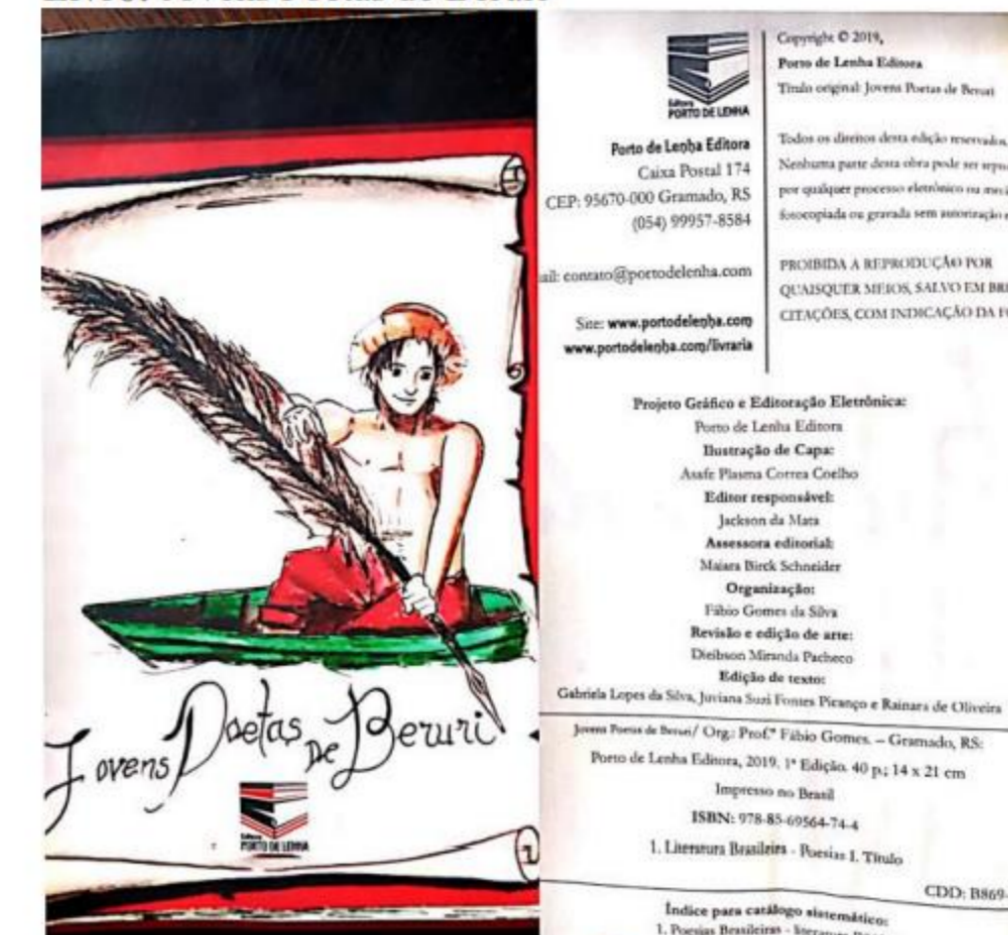 Jovens Poetas de Beruri
Editora
PORTO DE LENHA
Editora
PORTO DE LENHA
Porto de Lenha Editora
Caixa Postal 174
CEP: 95670-000 Gramado, RS
(054) 99957-8584
ail: contato@portodelenha.com
Site: www.portodelenha.com
www.portodelenha.com/livraria
Copyright © 2019,
Porto de Lenha Editora
Título original: Jovens Poetas de Beruri
Todos os direitos desta edição reservados.
Nenhuma parte desta obra pode ser
por qualquer processo eletrônico ou
fotocopiada ou gravada sem autorização
PROIBIDA A REPRODUÇÃO POR
QUAISQUER MEIOS, SALVO EM
CITAÇÕES, COM INDICAÇÃO DA
Projeto Gráfico e Editoração Eletrônica:
Porto de Lenha Editora
Ilustração de Capa:
Asafe Plasma Correa Coelho
Editor responsável:
Jackson da Mata
Assessora editorial:
Maiara Birck Schneider
Organização:
Fábio Gomes da Silva
Revisão e edição de arte:
Dieibson Miranda Pacheco
Edição de texto:
Gabriela Lopes da Silva, Juviana Suzi Fontes Picanço e Rainara de Oliveira
Jovens Poetas de Beruri/ Org.: Prof.º Fábio Gomes. – Gramado, RS:
Porto de Lenha Editora, 2019. 1ª Edição. 40 p.; 14 x 21 cm
Impresso no Brasil
ISBN: 978-85-69564-74-4
1. Literatura Brasileira - Poesias I. Título
CDD: B869-
Índice para catálogo sistemático:
1. Poesias Brasileiras -